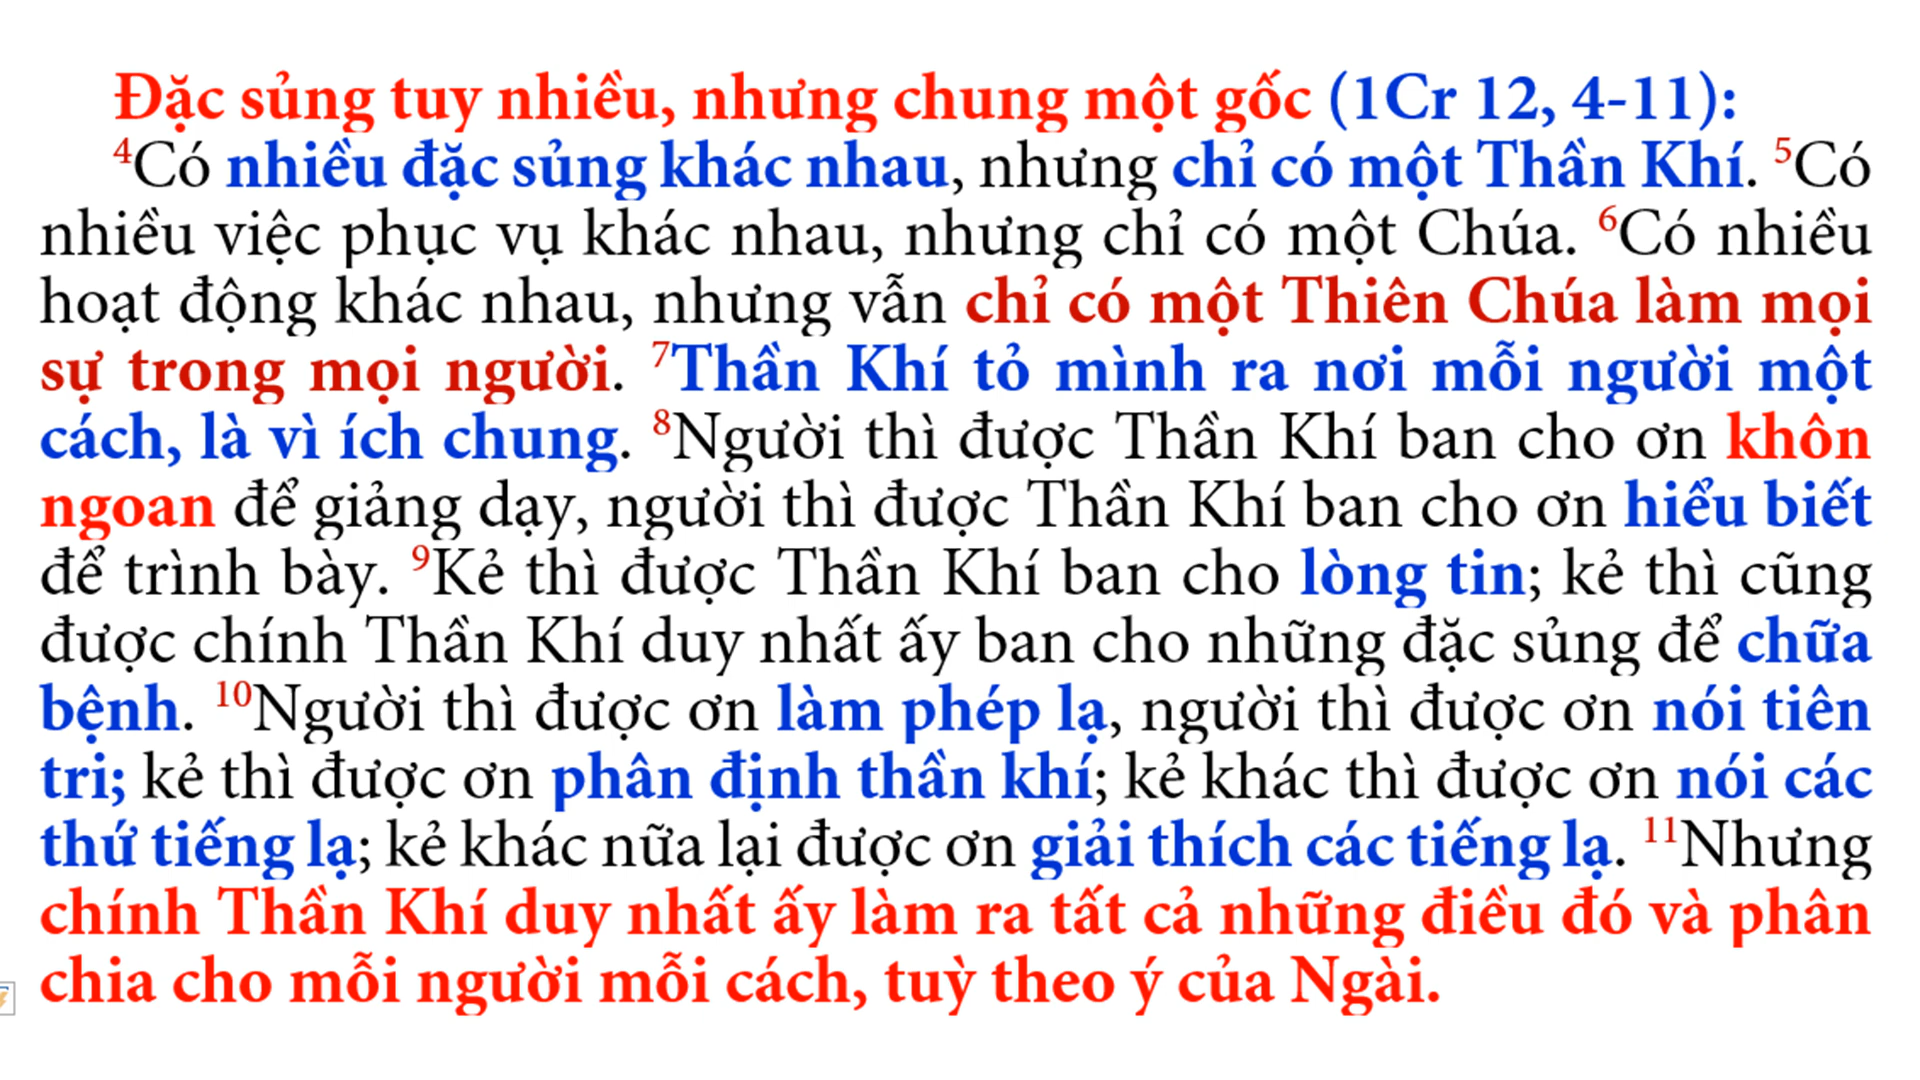 Đặc sủng tuy nhiều, nhưng chung một gốc (1Cr 12, 4-11):
4Có nhiều đặc sủng khác nhau, nhưng chỉ có một Thần Khí. 5Có
nhiều việc phục vụ khác nhau, nhưng chỉ có một Chúa. 6Có nhiều
hoạt động khác nhau, nhưng vẫn chỉ có một Thiên Chúa làm mọi
sự trong mọi người. 7Thần Khí tỏ mình ra nơi mỗi người một
cách, là vì ích chung. 8Người thì được Thần Khí ban cho ơn khôn
ngoan để giảng dạy, người thì được Thần Khí ban cho ơn hiểu biết
để trình bày. 9Kẻ thì được Thần Khí ban cho lòng tin; kẻ thì cũng
được chính Thần Khí duy nhất ấy ban cho những đặc sủng để chữa
bệnh. 10Người thì được ơn làm phép lạ, người thì được ơn nói tiên
tri; kẻ thì được ơn phân định thần khí; kẻ khác thì được ơn nói các
thứ tiếng lạ; kẻ khác nữa lại được ơn giải thích các tiếng lạ. 11Nhưng
chính Thần Khí duy nhất ấy làm ra tất cả những điều đó và phân
chia cho mỗi người mỗi cách, tuỳ theo ý của Ngài.